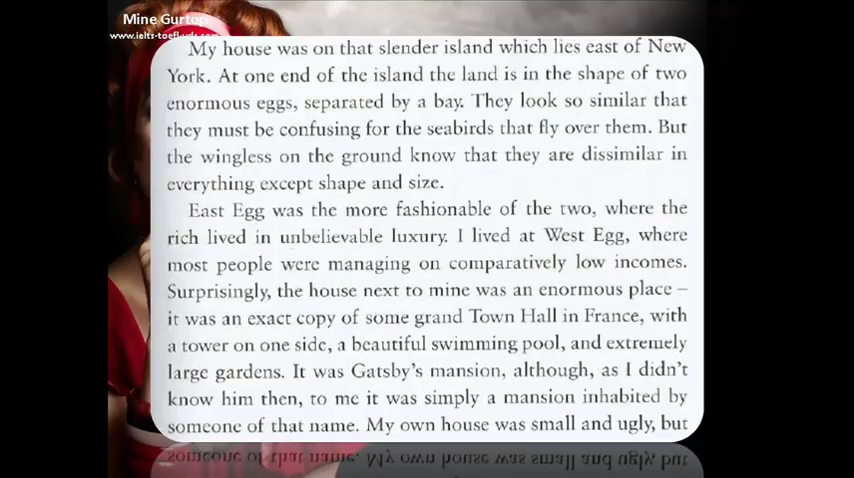 Mine Gurtop
My house was on that slender island which lies east of New
York. At one end of the island the land is in the shape of two
enormous eggs, separated by a bay. They look so similar that
they must be confusing for the seabirds that fly over them. But
the wingless on the ground know that they are dissimilar in
everything except shape and size.
East Egg was the more fashionable of the two, where the
rich lived in unbelievable luxury. I lived at West Egg, where
most people were managing on comparatively low incomes.
Surprisingly, the house next to mine was an enormous place –
it was an exact copy of some grand Town Hall in France, with
a tower on one side, a beautiful swimming pool, and extremely
large gardens. It was Gatsby's mansion, although, as I didn't
know him then, to me it was simply a mansion inhabited by
someone of that name. My own house was small and ugly, but